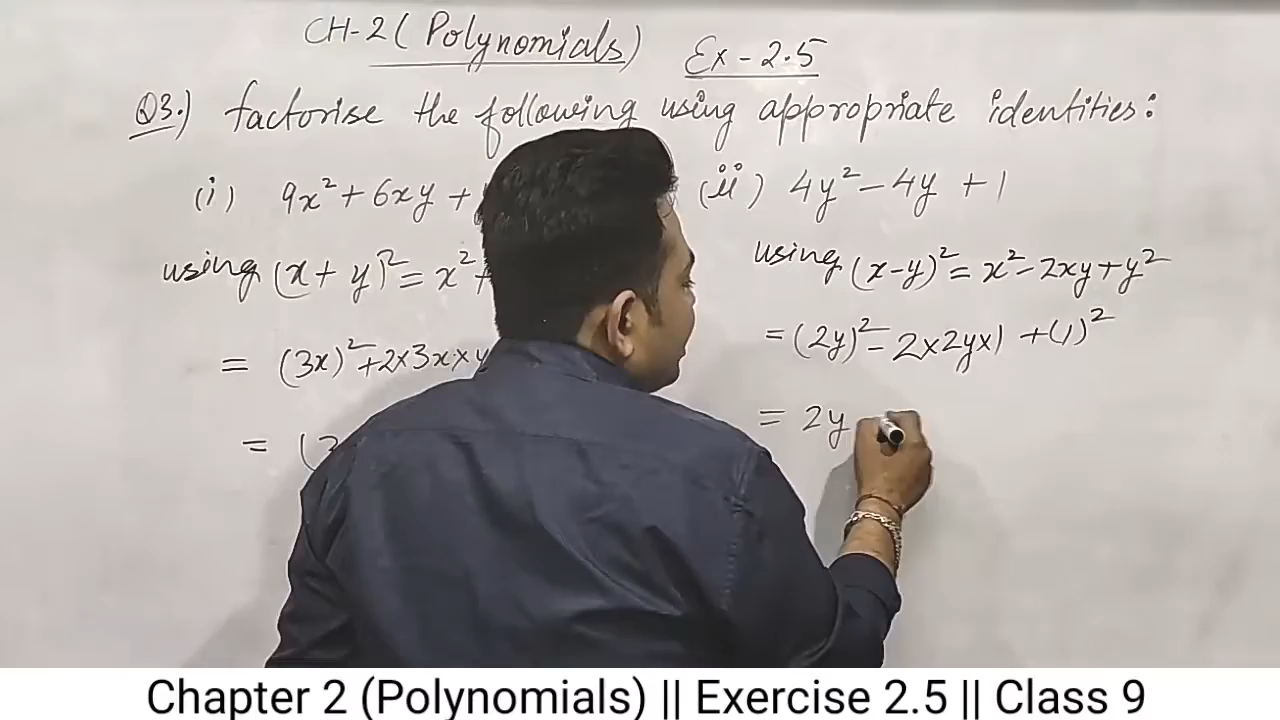 CH-2 (Polynomials) Ex-2.5
Q3.) factorise the following using appropriate identities:
(i) 9x² + 6xy +
(ii) 4y² - 4y + 1
using (x + y)² = x² +
using (x-y)² = x² - 2xy + y²
= (3x)² + 2×3x×y
= (2y)² - 2×2y×1 + (1)²
= (3
= 2y
Chapter 2 (Polynomials) || Exercise 2.5 || Class 9